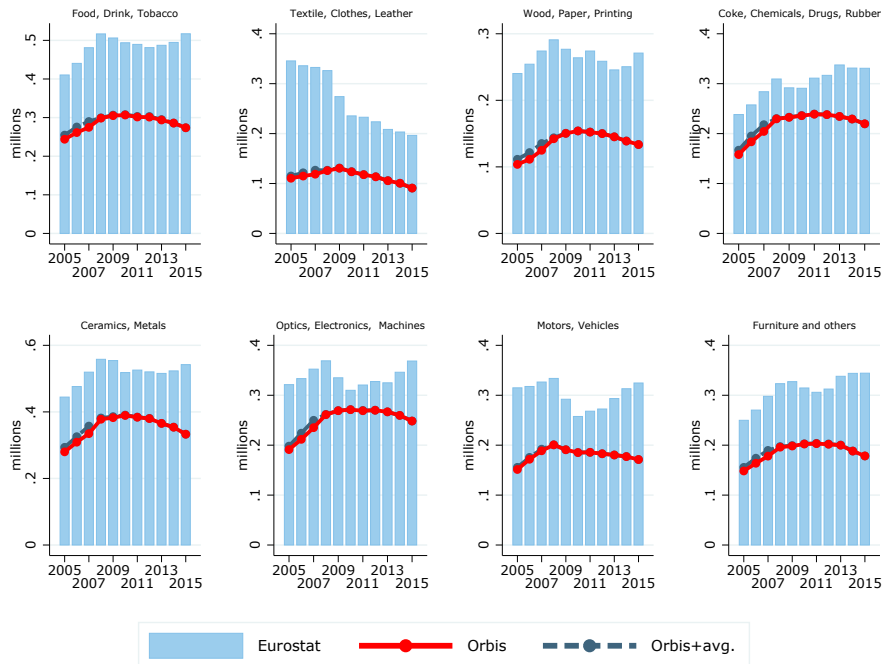 Food, Drink, Tobacco
millions
0 .1 .2 .3 .4 .5
2005 2009 2013
2007 2011 2015
Textile, Clothes, Leather
millions
0 .1 .2 .3 .4
2005 2009 2013
2007 2011 2015
Wood, Paper, Printing
millions
0 .1 .2 .3
2005 2009 2013
2007 2011 2015
Coke, Chemicals, Drugs, Rubber
millions
0 .1 .2 .3 .4
2005 2009 2013
2007 2011 2015
Ceramics, Metals
millions
0 .2 .4 .6
2005 2009 2013
2007 2011 2015
Optics, Electronics, Machines
millions
0 .1 .2 .3 .4
2005 2009 2013
2007 2011 2015
Motors, Vehicles
millions
0 .1 .2 .3 .4
2005 2009 2013
2007 2011 2015
Furniture and others
millions
0 .1 .2 .3 .4
2005 2009 2013
2007 2011 2015
Eurostat Orbis Orbis+avg.